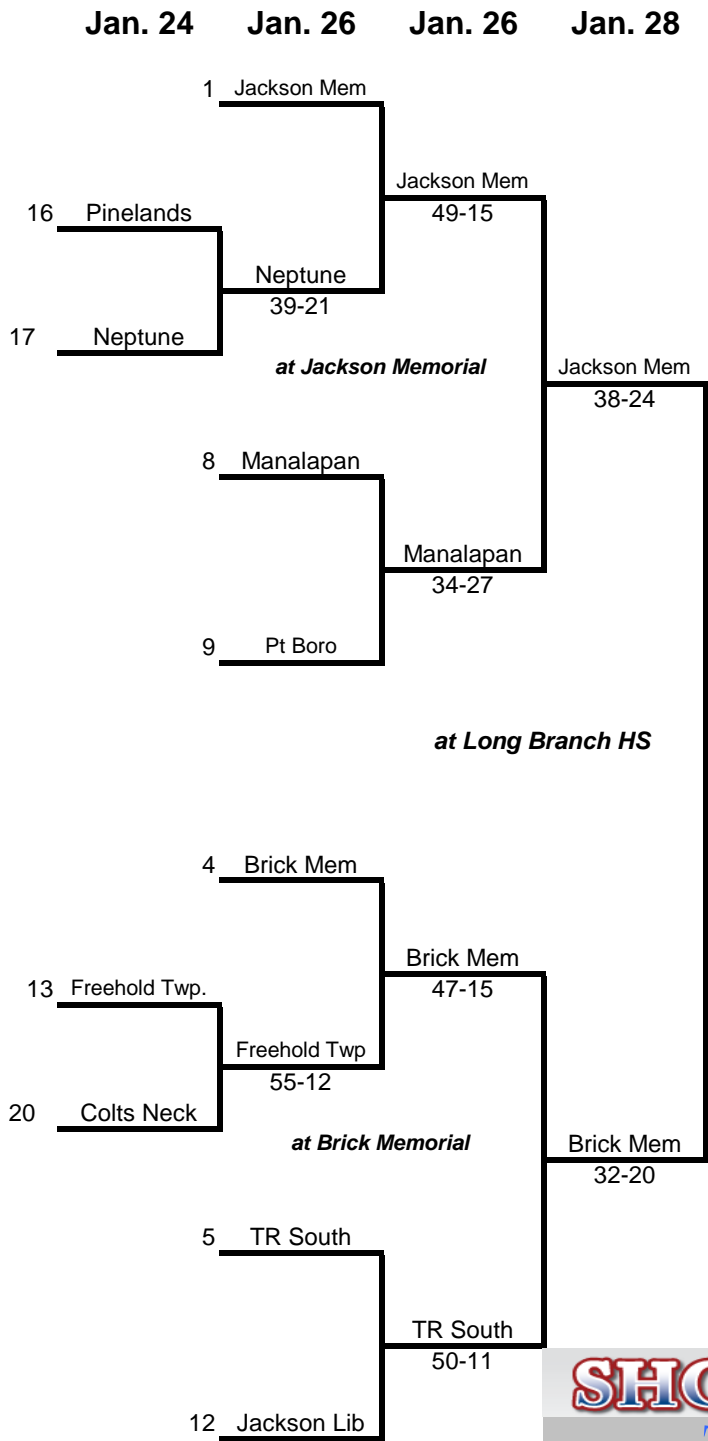 Jan. 24 Jan. 26 Jan. 26 Jan. 28
1 Jackson Mem
Jackson Mem
49-15
16 Pinelands
Neptune
39-21
17 Neptune
at Jackson Memorial
Jackson Mem
38-24
8 Manalapan
Manalapan
34-27
9 Pt Boro
at Long Branch HS
4 Brick Mem
Brick Mem
47-15
13 Freehold Twp.
Freehold Twp
55-12
20 Colts Neck
at Brick Memorial
Brick Mem
32-20
5 TR South
TR South
50-11
12 Jackson Lib